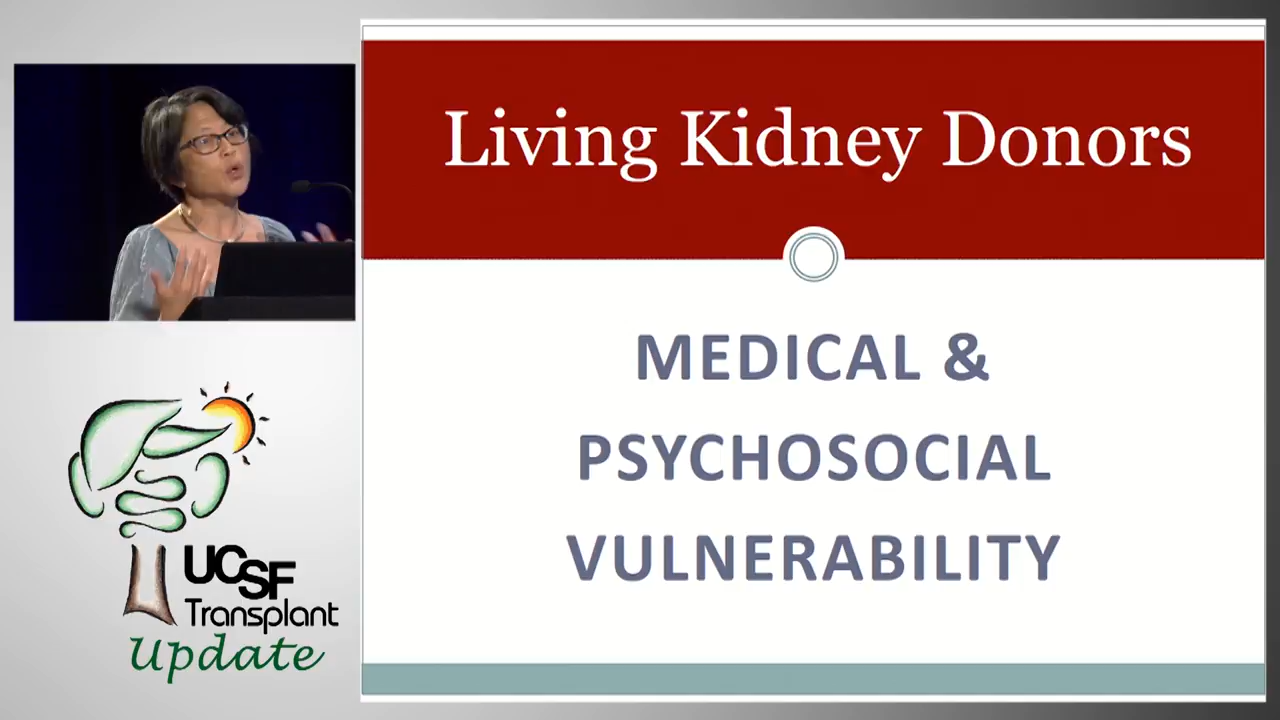 Living Kidney Donors
MEDICAL &
PSYCHOSOCIAL
VULNERABILITY
UCSF
Transplant
Update